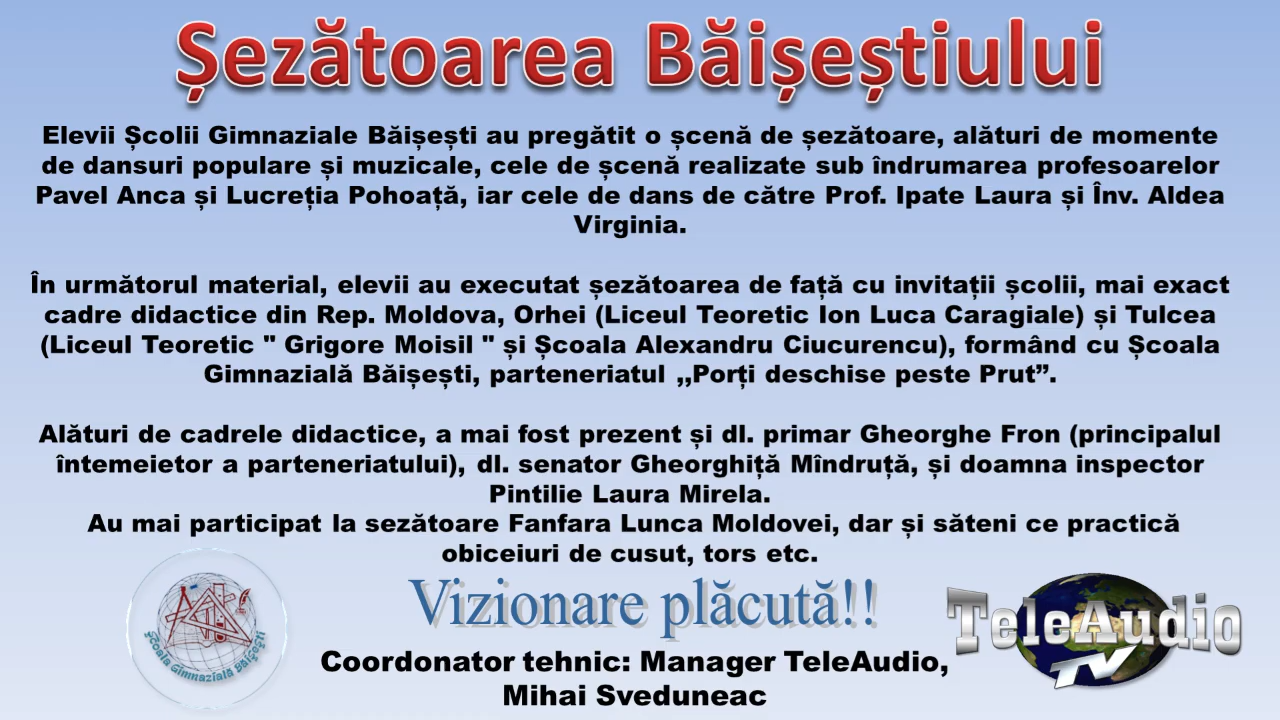 Șezătoarea Băișeștiului
Elevii Școlii Gimnaziale Băișești au pregătit o șcenă de șezătoare, alături de momente
de dansuri populare și muzicale, cele de șcenă realizate sub îndrumarea profesoarelor
Pavel Anca și Lucreția Pohoață, iar cele de dans de către Prof. Ipate Laura și Înv. Aldea
Virginia.
În următorul material, elevii au executat șezătoarea de față cu invitații școlii, mai exact
cadre didactice din Rep. Moldova, Orhei (Liceul Teoretic Ion Luca Caragiale) și Tulcea
(Liceul Teoretic " Grigore Moisil " și Școala Alexandru Ciucurencu), formând cu Școala
Gimnazială Băișești, parteneriatul ,,Porți deschise peste Prut”.
Alături de cadrele didactice, a mai fost prezent și dl. primar Gheorghe Fron (principalul
întemeietor a parteneriatului), dl. senator Gheorghiță Mîndruță, și doamna inspector
Pintilie Laura Mirela.
Au mai participat la sezătoare Fanfara Lunca Moldovei, dar și săteni ce practică
obiceiuri de cusut, tors etc.
Vizionare plăcută!!
Școala Gimnazială Băișești
TeleAudio
TV
Coordonator tehnic: Manager TeleAudio,
Mihai Sveduneac